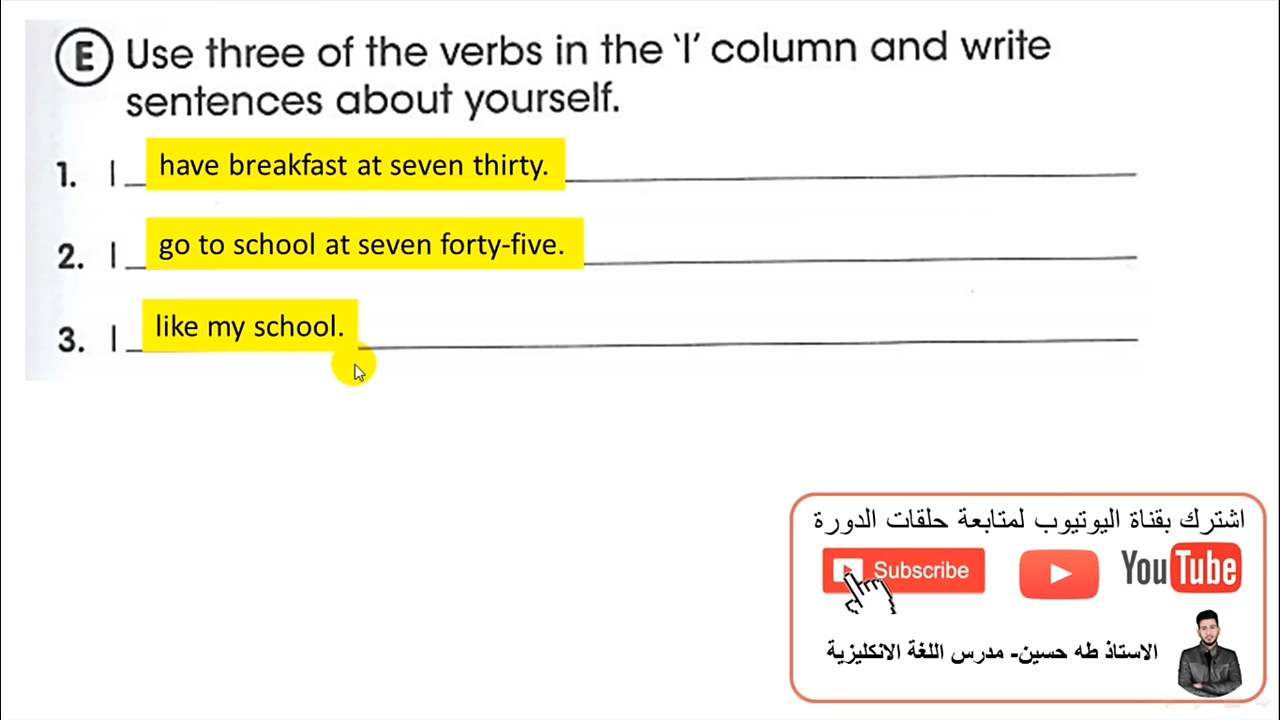 E Use three of the verbs in the 'I' column and write
sentences about yourself.
1. I have breakfast at seven thirty.
2. I go to school at seven forty-five.
3. I like my school.
اشترك بقناة اليوتيوب لمتابعة حلقات الدورة
Subscribe YouTube
الاستاذ طه حسين- مدرس اللغة الانكليزية